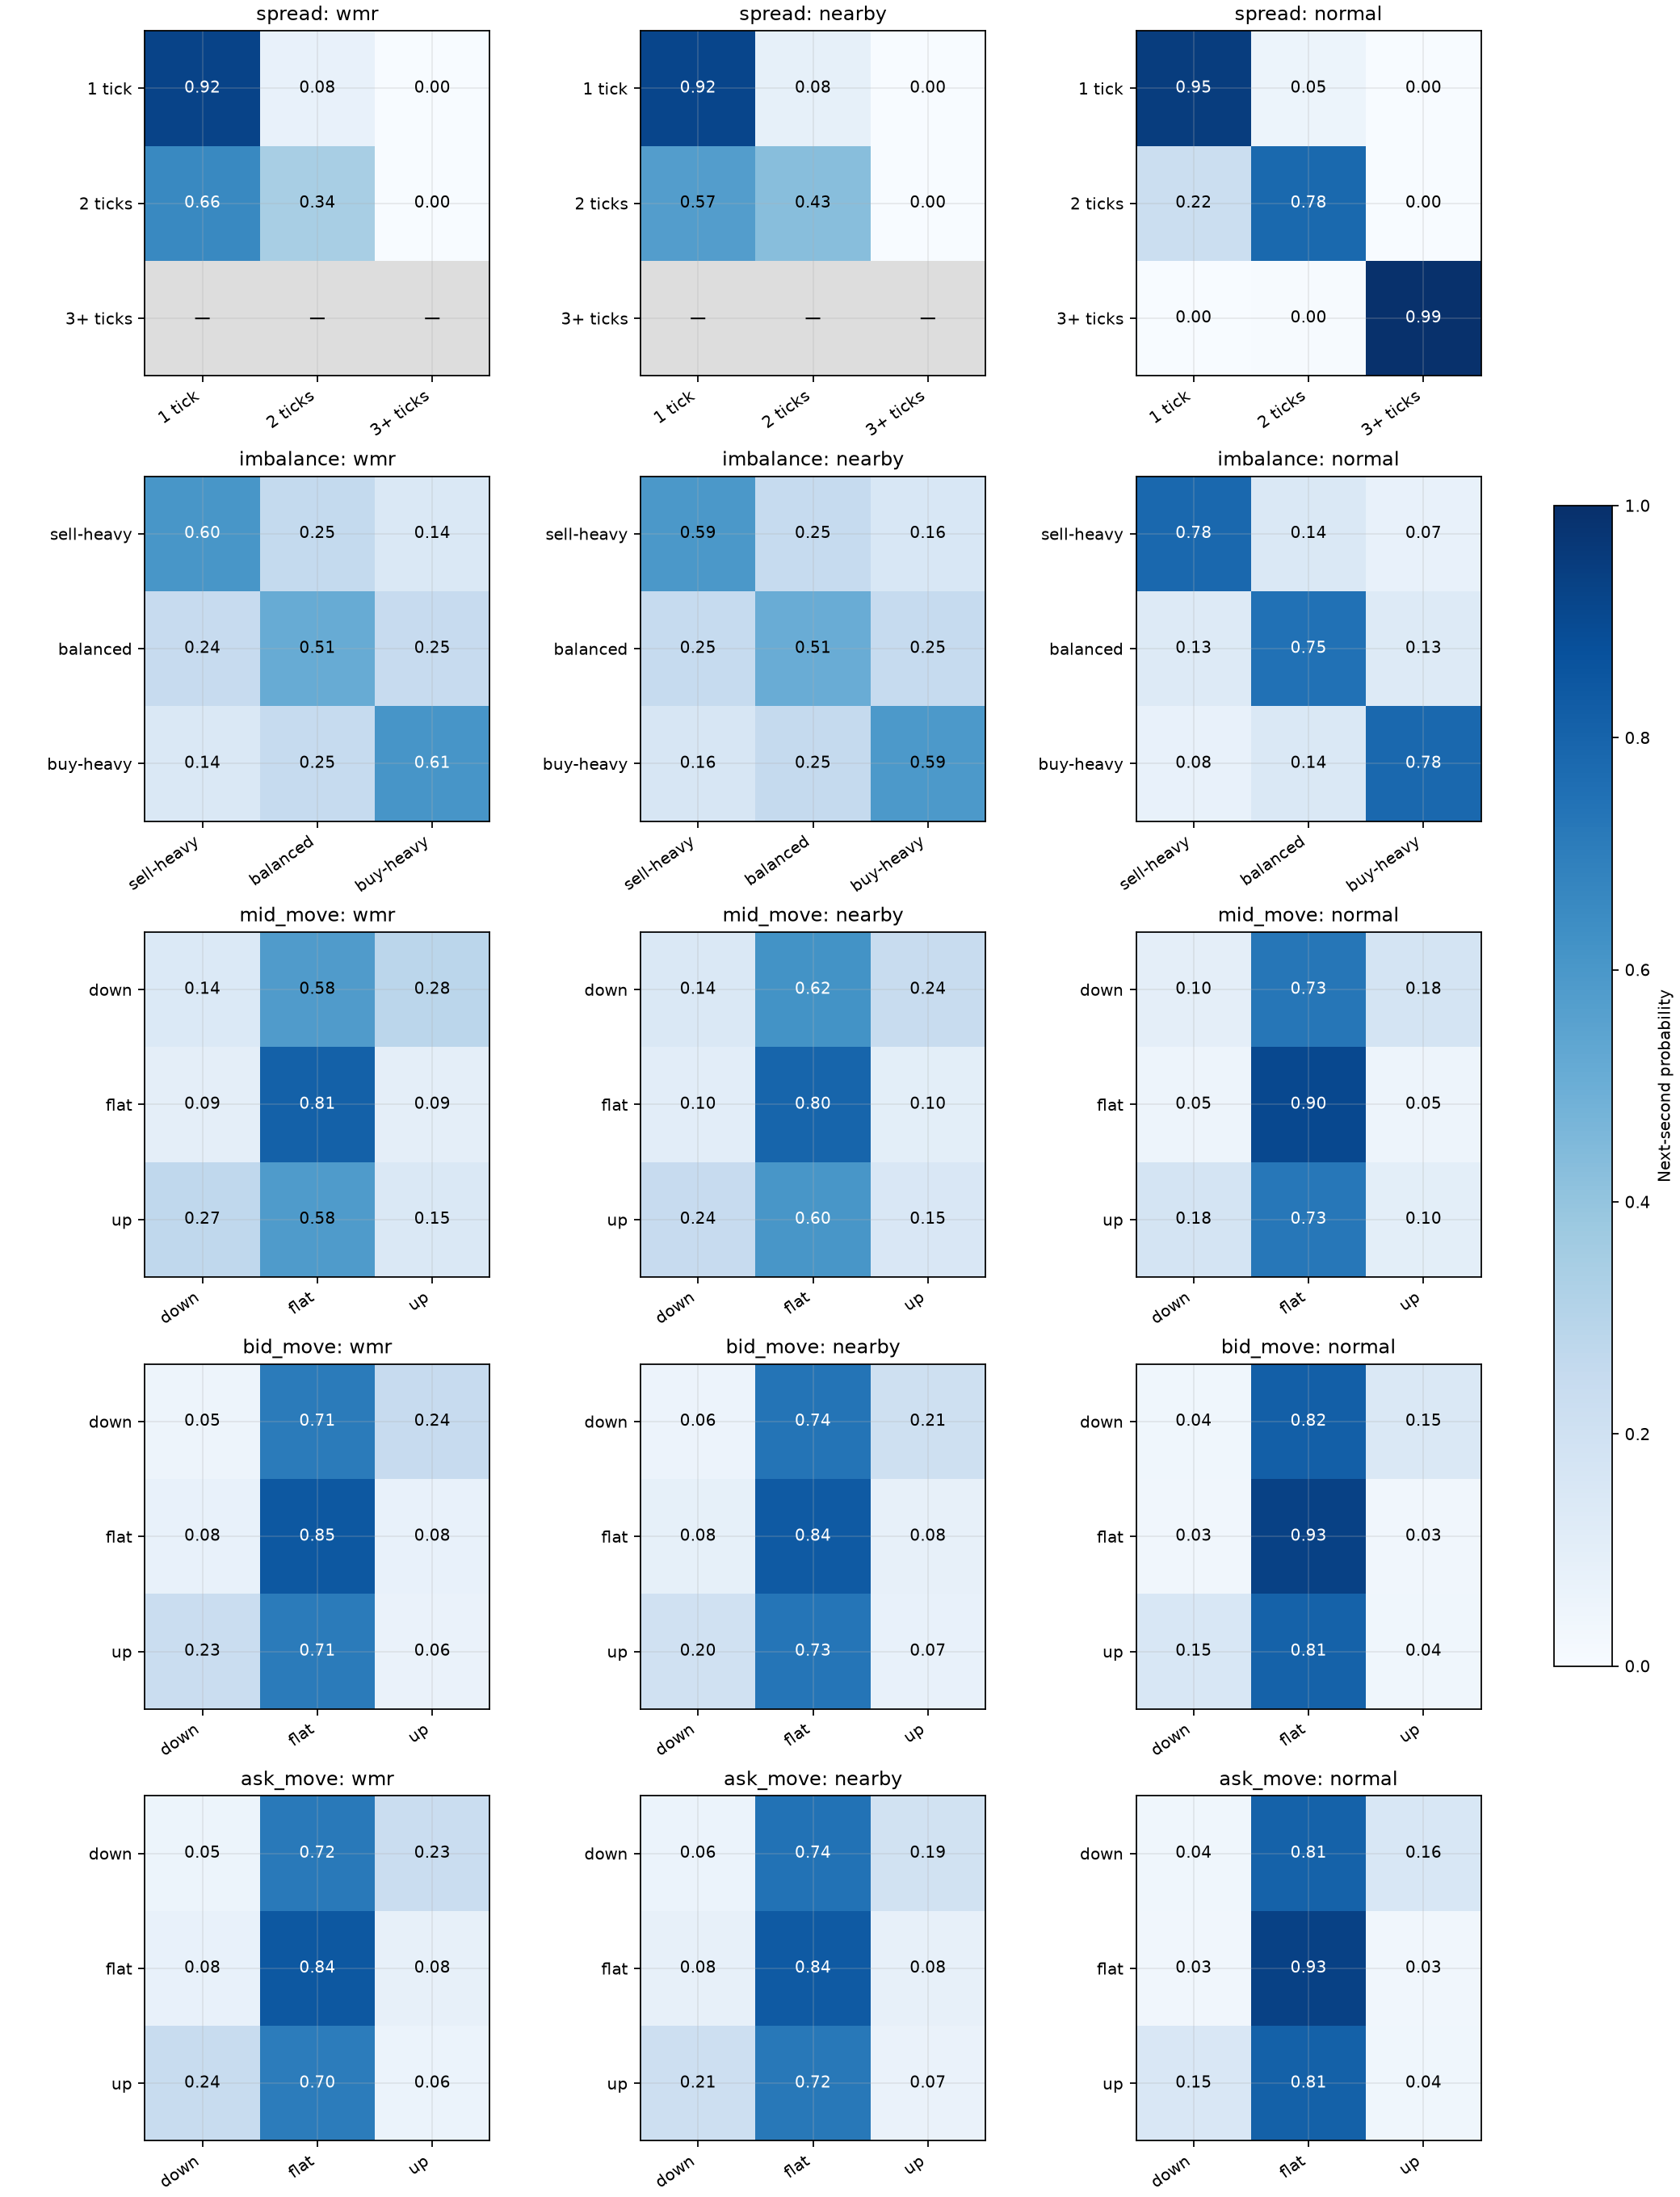 spread: wmr
spread: nearby
spread: normal
1 tick 0.92 0.08 0.00
1 tick 0.92 0.08 0.00
1 tick 0.95 0.05 0.00
2 ticks 0.66 0.34 0.00
2 ticks 0.57 0.43 0.00
2 ticks 0.22 0.78 0.00
3+ ticks — — —
3+ ticks — — —
3+ ticks 0.00 0.00 0.99
1 tick 2 ticks 3+ ticks
1 tick 2 ticks 3+ ticks
1 tick 2 ticks 3+ ticks
imbalance: wmr
imbalance: nearby
imbalance: normal
sell-heavy 0.60 0.25 0.14
sell-heavy 0.59 0.25 0.16
sell-heavy 0.78 0.14 0.07
balanced 0.24 0.51 0.25
balanced 0.25 0.51 0.25
balanced 0.13 0.75 0.13
buy-heavy 0.14 0.25 0.61
buy-heavy 0.16 0.25 0.59
buy-heavy 0.08 0.14 0.78
sell-heavy balanced buy-heavy
sell-heavy balanced buy-heavy
sell-heavy balanced buy-heavy
mid_move: wmr
mid_move: nearby
mid_move: normal
down 0.14 0.58 0.28
down 0.14 0.62 0.24
down 0.10 0.73 0.18
flat 0.09 0.81 0.09
flat 0.10 0.80 0.10
flat 0.05 0.90 0.05
up 0.27 0.58 0.15
up 0.24 0.60 0.15
up 0.18 0.73 0.10
down flat up
down flat up
down flat up
bid_move: wmr
bid_move: nearby
bid_move: normal
down 0.05 0.71 0.24
down 0.06 0.74 0.21
down 0.04 0.82 0.15
flat 0.08 0.85 0.08
flat 0.08 0.84 0.08
flat 0.03 0.93 0.03
up 0.23 0.71 0.06
up 0.20 0.73 0.07
up 0.15 0.81 0.04
down flat up
down flat up
down flat up
ask_move: wmr
ask_move: nearby
ask_move: normal
down 0.05 0.72 0.23
down 0.06 0.74 0.19
down 0.04 0.81 0.16
flat 0.08 0.84 0.08
flat 0.08 0.84 0.08
flat 0.03 0.93 0.03
up 0.24 0.70 0.06
up 0.21 0.72 0.07
up 0.15 0.81 0.04
down flat up
down flat up
down flat up
1.0
0.8
0.6
0.4
0.2
0.0
Next-second probability